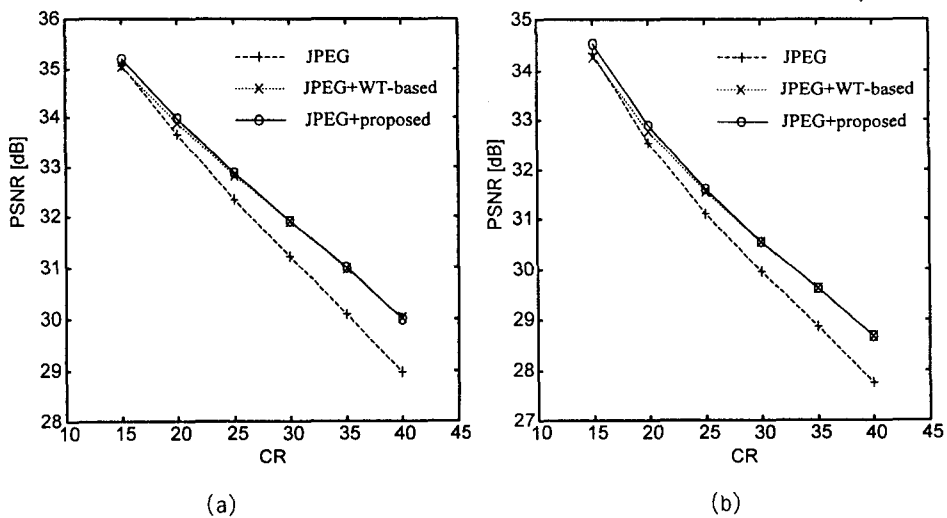 36
35
34
33
32
31
30
29
28
10
15
20
25
30
35
40
45
PSNR [dB]
CR
JPEG
JPEG+WT-based
JPEG+proposed
(a)
35
34
33
32
31
30
29
28
27
10
15
20
25
30
35
40
45
PSNR [dB]
CR
JPEG
JPEG+WT-based
JPEG+proposed
(b)